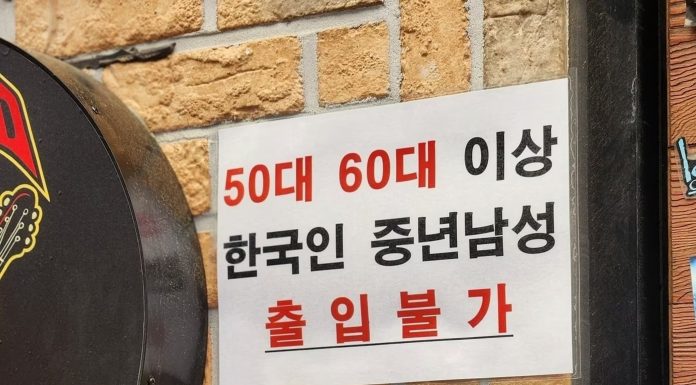 50대 60대 이상
한국인 중년남성
출입불가